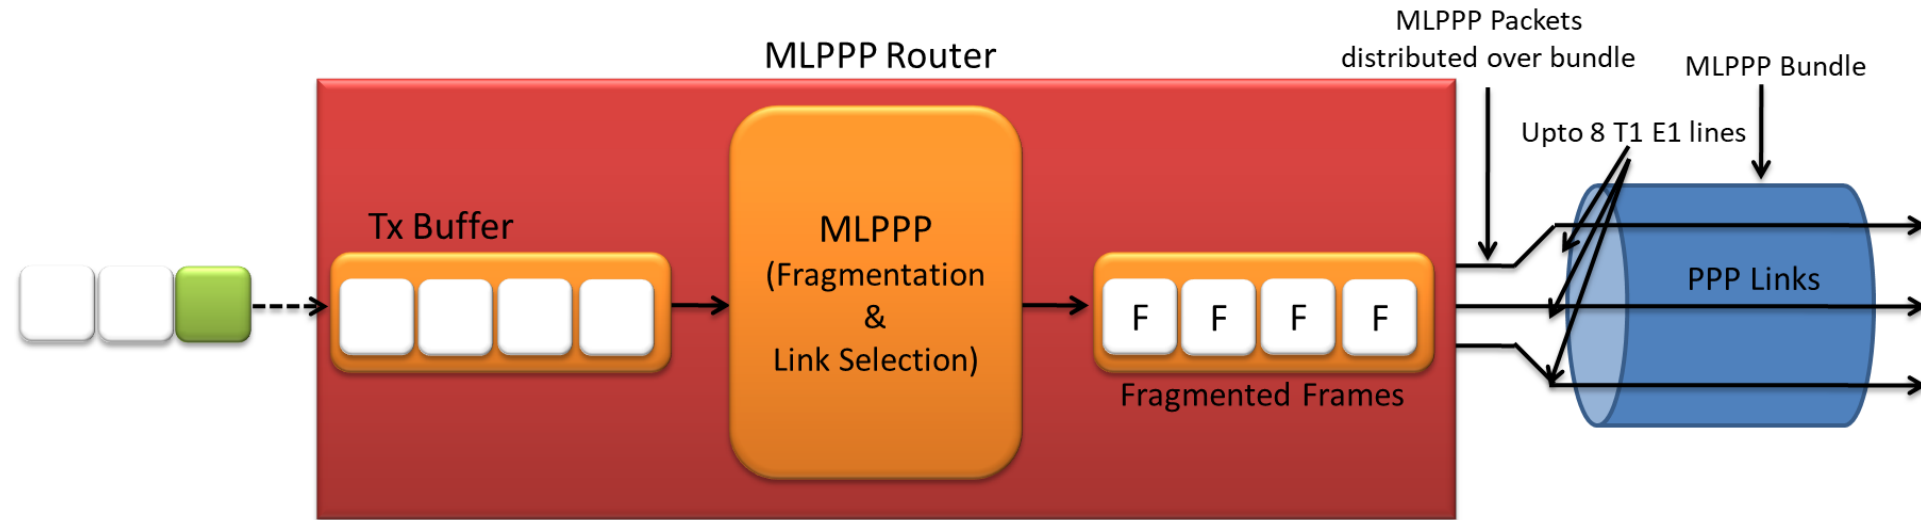 MLPPP Router
MLPPP Packets
distributed over bundle
MLPPP Bundle
Upto 8 T1 E1 lines
Tx Buffer
MLPPP
(Fragmentation
&
Link Selection)
F F F F
Fragmented Frames
PPP Links